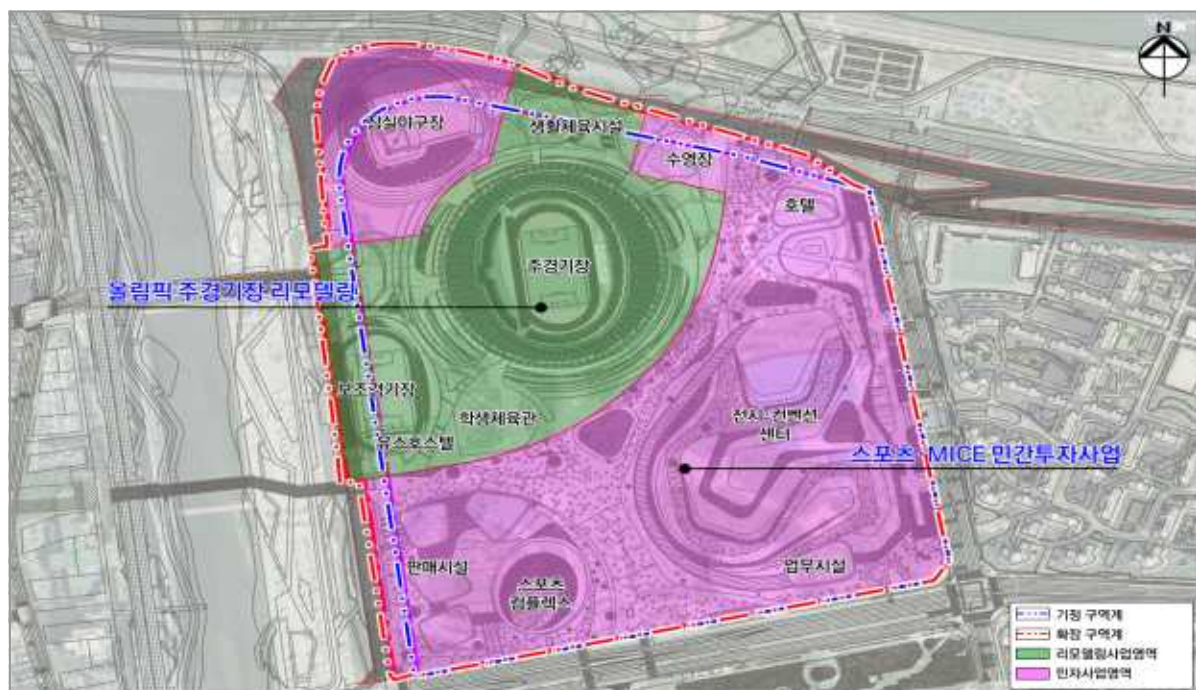 N
잠실야구장
생활체육시설
수영장
호텔
주경기장
올림픽 주경기장 리모델링
보조경기장
학생체육관
유스호스텔
전시·컨벤션
센터
스포츠·MICE 민간투자사업
판매시설
스포츠
컴플렉스
업무시설
기정 구역계
확장 구역계
리모델링사업영역
민자사업영역